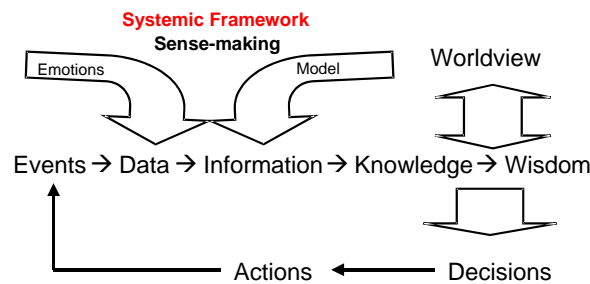 Systemic Framework
Sense-making
Emotions
Model
Worldview
Events → Data → Information → Knowledge → Wisdom
Actions
Decisions